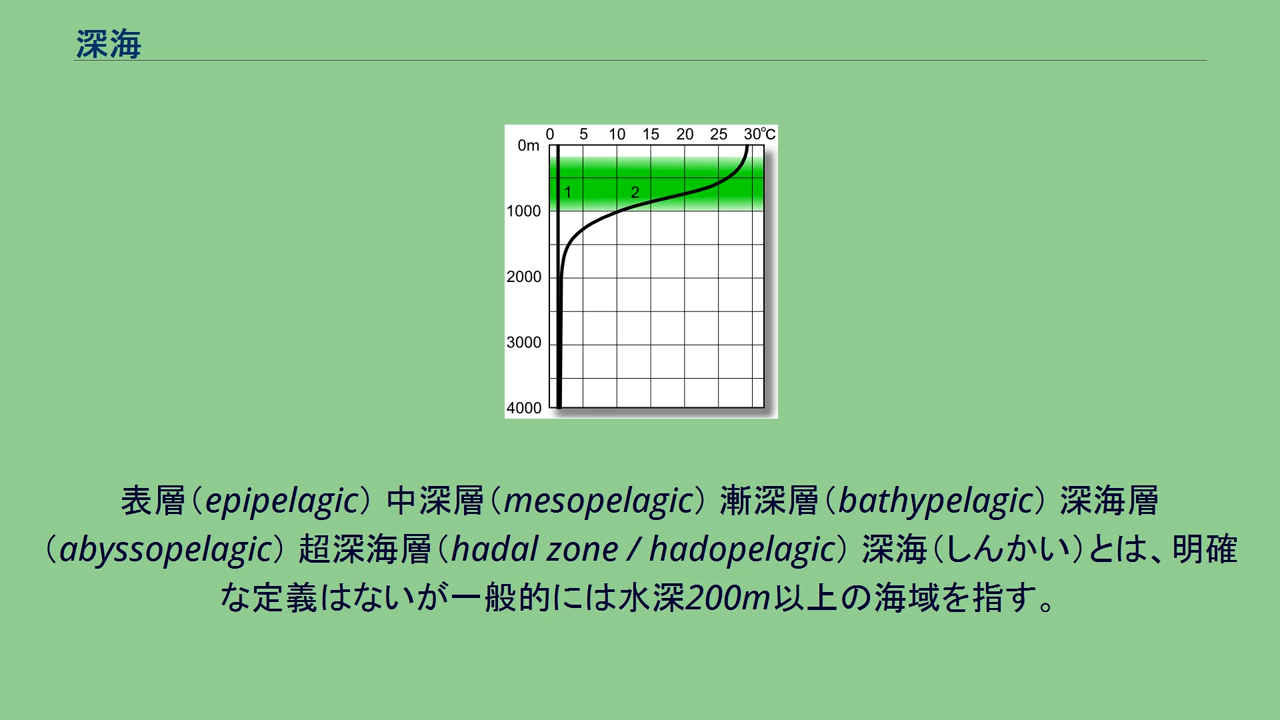 深海
0 5 10 15 20 25 30℃
0m
1 2
1000
2000
3000
4000
表層（epipelagic） 中深層（mesopelagic） 漸深層（bathypelagic） 深海層
（abyssopelagic） 超深海層（hadal zone / hadopelagic） 深海（しんかい）とは、明確
な定義はないが一般的には水深200m以上の海域を指す。